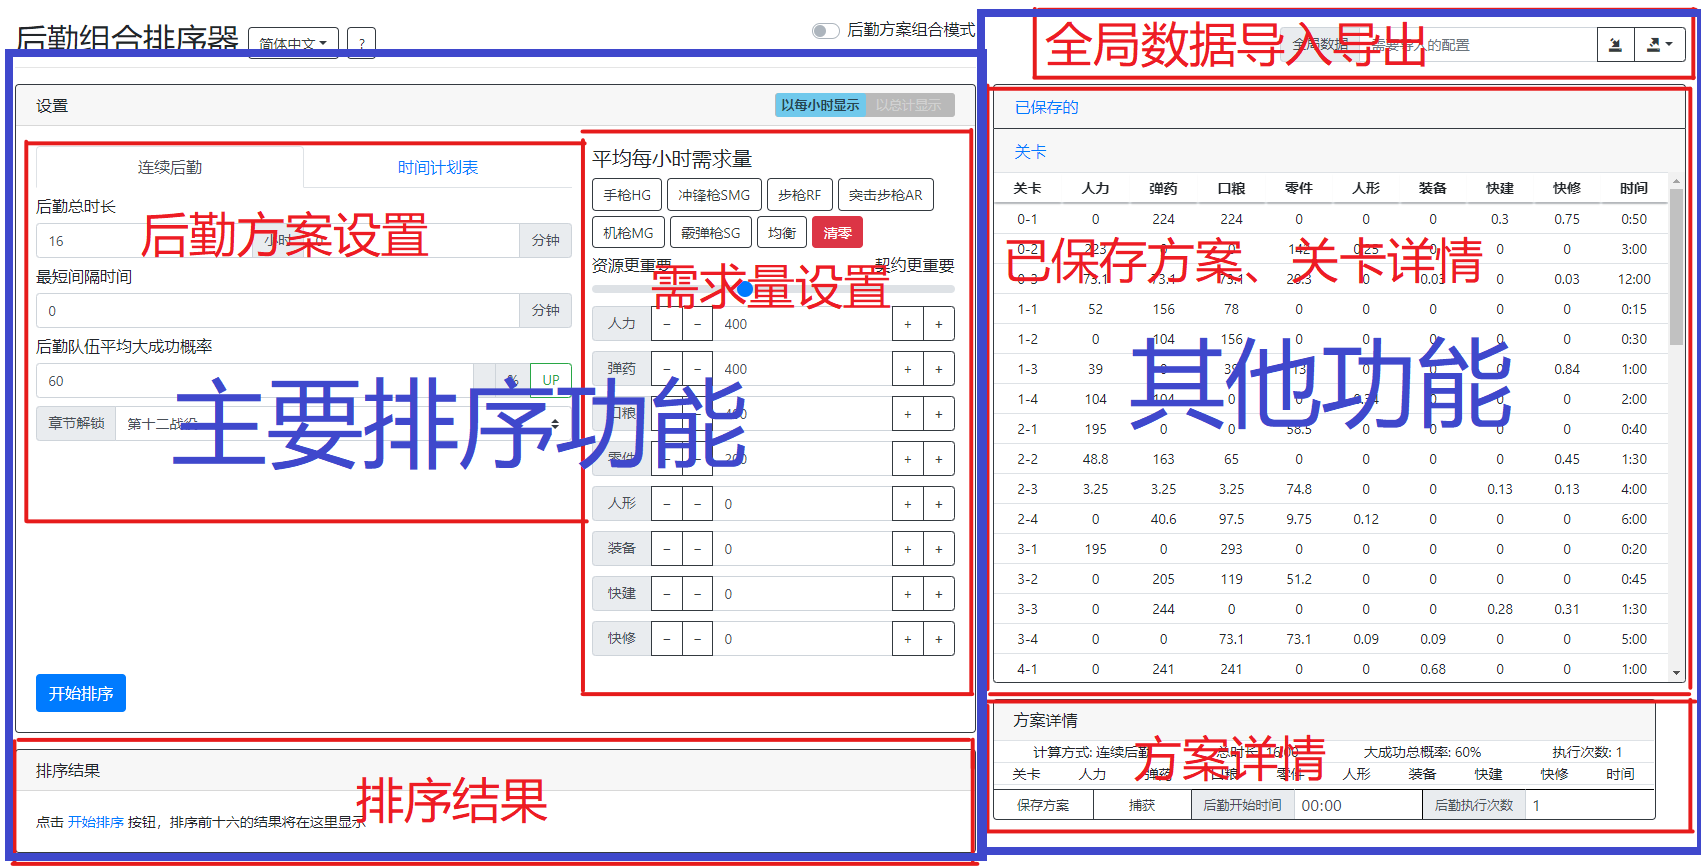 后勤组合排序器 简体中文 ?
后勤方案组合模式
设置 以每小时显示 以总计显示
连续后勤 时间计划表
后勤总时长
16 小时 0 分钟
后勤方案设置
最短间隔时间
0 分钟
后勤队伍平均大成功概率
60 % UP
章节解锁 第十二战役
主要排序功能
开始排序
平均每小时需求量
手枪HG 冲锋枪SMG 步枪RF 突击步枪AR
机枪MG 霰弹枪SG 均衡 清零
资源更重要 契约更重要
需求量设置
人力 − − 400 + +
弹药 − − 400 + +
口粮 − 400 + +
零件 − − 200 + +
人形 − − 0 + +
装备 − − 0 + +
快建 − − 0 + +
快修 − − 0 + +
排序结果
排序结果
点击 开始排序 按钮，排序前十六的结果将在这里显示
全局数据 需要导入的配置
全局数据导入导出
已保存的
关卡
关卡 人力 弹药 口粮 零件 人形 装备 快建 快修 时间
0-1 0 224 224 0 0 0 0.3 0.75 0:50
0-2 223 0 0 142 0.25 0 0 0 3:00
已保存方案、关卡详情
0-3 73.1 73.1 73.1 20.3 0 0.03 0 0.03 12:00
1-1 52 156 78 0 0 0 0 0 0:15
1-2 0 104 156 0 0 0 0 0 0:30
1-3 39 0 39 13 0 0 0 0.84 1:00
其他功能
1-4 104 104 0 0 0.34 0 0 0 2:00
2-1 195 0 0 58.5 0 0 0 0 0:40
2-2 48.8 163 65 0 0 0 0 0.45 1:30
2-3 3.25 3.25 3.25 74.8 0 0 0.13 0.13 4:00
2-4 0 40.6 97.5 9.75 0.12 0 0 0 6:00
3-1 195 0 293 0 0 0 0 0 0:20
3-2 0 205 119 51.2 0 0 0 0 0:45
3-3 0 244 0 0 0 0 0.28 0.31 1:30
3-4 0 0 73.1 73.1 0.09 0.09 0 0 5:00
4-1 0 241 241 0 0 0.68 0 0 1:00
方案详情
计算方式: 连续后勤 总时长: 16:00 大成功总概率: 60% 执行次数: 1
方案详情
关卡 人力 弹药 口粮 零件 人形 装备 快建 快修 时间
保存方案 捕获 后勤开始时间 00:00 后勤执行次数 1